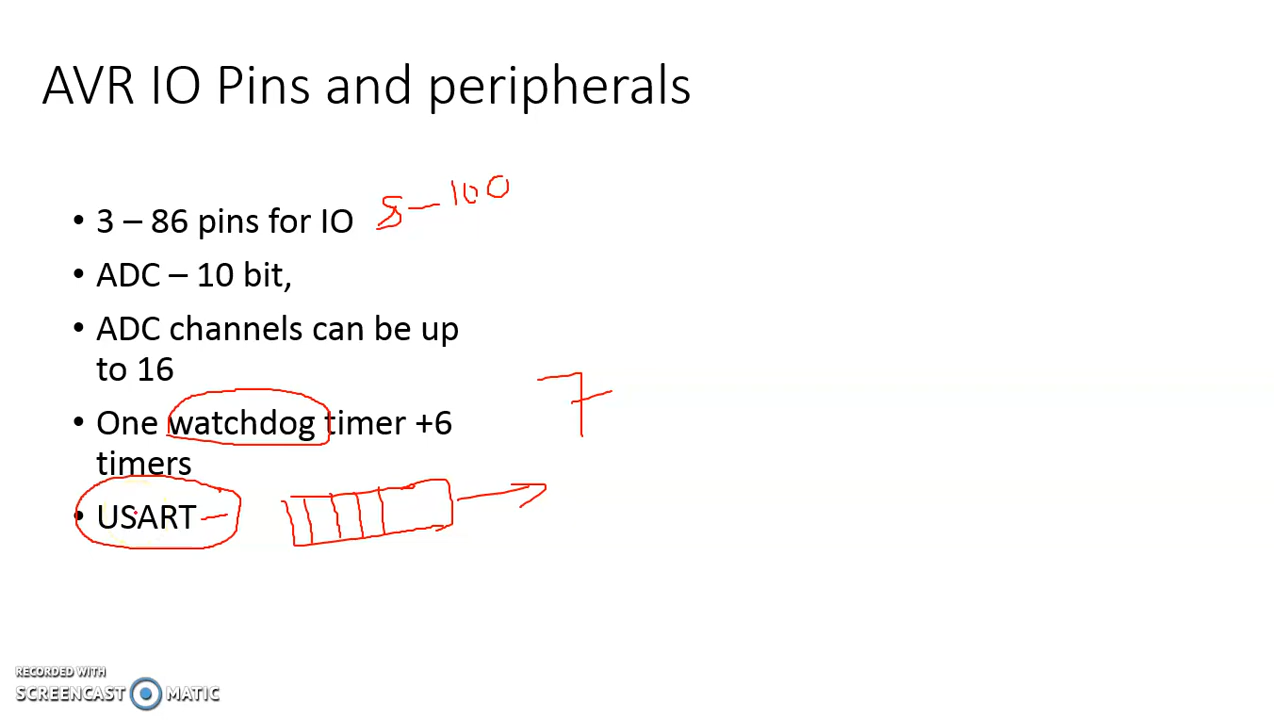 AVR IO Pins and peripherals
• 3 – 86 pins for IO 8 – 100
• ADC – 10 bit,
• ADC channels can be up
to 16
• One watchdog timer +6
timers
7
• USART –
RECORDED WITH
SCREENCAST MATIC